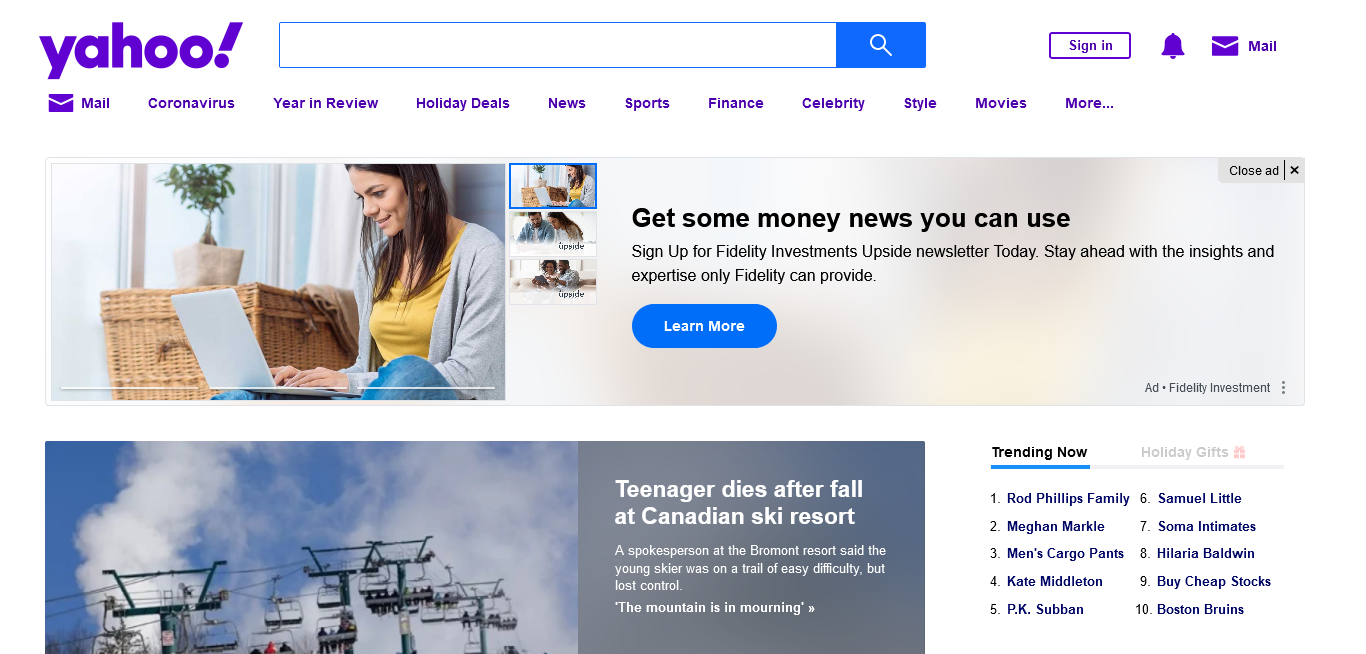 yahoo!
Sign in
Mail
Mail
Coronavirus
Year in Review
Holiday Deals
News
Sports
Finance
Celebrity
Style
Movies
More...
Close ad
upside
upside
Get some money news you can use
Sign Up for Fidelity Investments Upside newsletter Today. Stay ahead with the insights and
expertise only Fidelity can provide.
Learn More
Ad • Fidelity Investment
Teenager dies after fall
at Canadian ski resort
A spokesperson at the Bromont resort said the
young skier was on a trail of easy difficulty, but
lost control.
'The mountain is in mourning' »
Trending Now
Holiday Gifts
1. Rod Phillips Family
2. Meghan Markle
3. Men's Cargo Pants
4. Kate Middleton
5. P.K. Subban
6. Samuel Little
7. Soma Intimates
8. Hilaria Baldwin
9. Buy Cheap Stocks
10. Boston Bruins